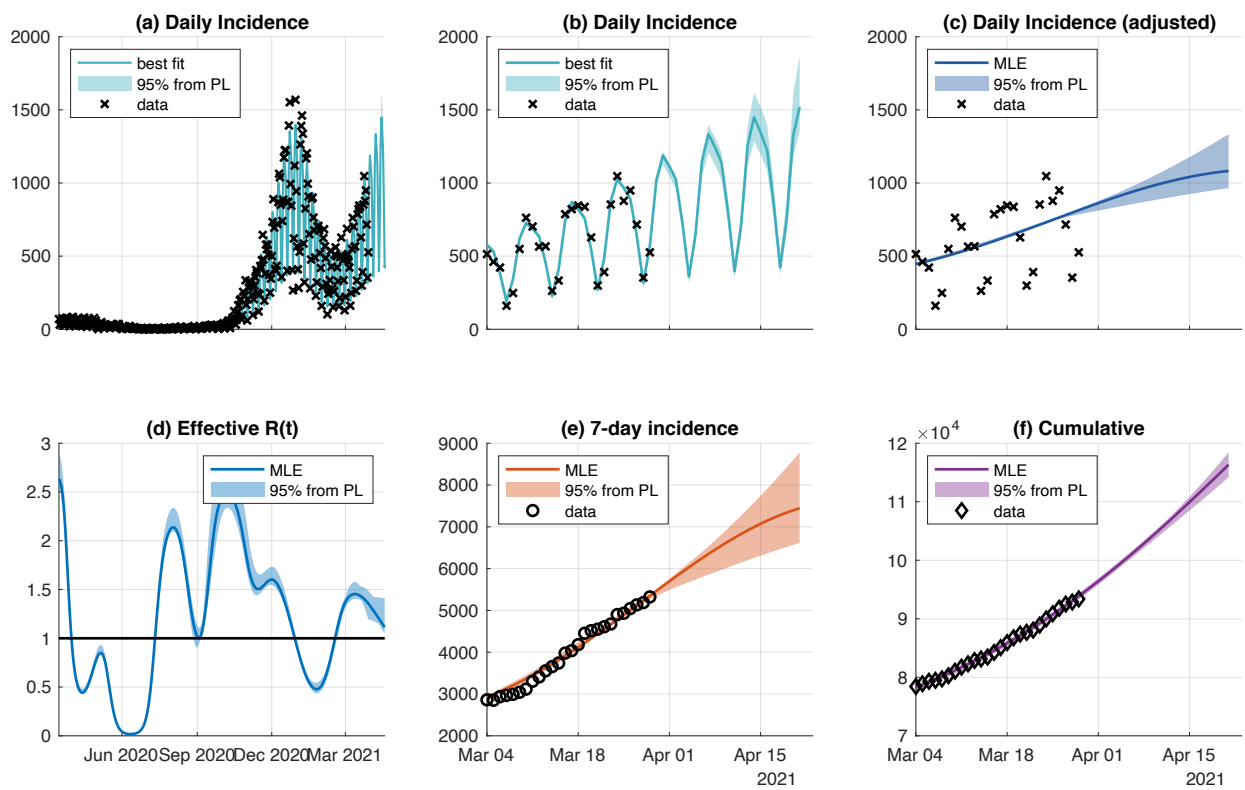 (a) Daily Incidence
2000
1500
1000
500
0
best fit
95% from PL
data
(b) Daily Incidence
2000
1500
1000
500
0
best fit
95% from PL
data
(c) Daily Incidence (adjusted)
2000
1500
1000
500
0
MLE
95% from PL
data
(d) Effective R(t)
3
2.5
2
1.5
1
0.5
0
MLE
95% from PL
Jun 2020
Sep 2020
Dec 2020
Mar 2021
(e) 7-day incidence
9000
8000
7000
6000
5000
4000
3000
2000
MLE
95% from PL
data
Mar 04
Mar 18
Apr 01
Apr 15
2021
(f) Cumulative
× 10⁴
12
11
10
9
8
7
MLE
95% from PL
data
Mar 04
Mar 18
Apr 01
Apr 15
2021